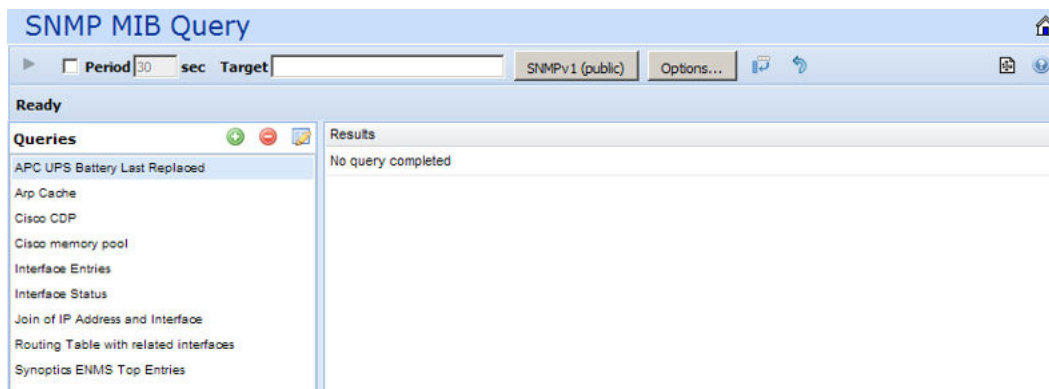 SNMP MIB Query
Period 30 sec Target SNMPv1 (public) Options...
Ready
Queries
Results
APC UPS Battery Last Replaced
No query completed
Arp Cache
Cisco CDP
Cisco memory pool
Interface Entries
Interface Status
Join of IP Address and Interface
Routing Table with related interfaces
Synoptics ENMS Top Entries